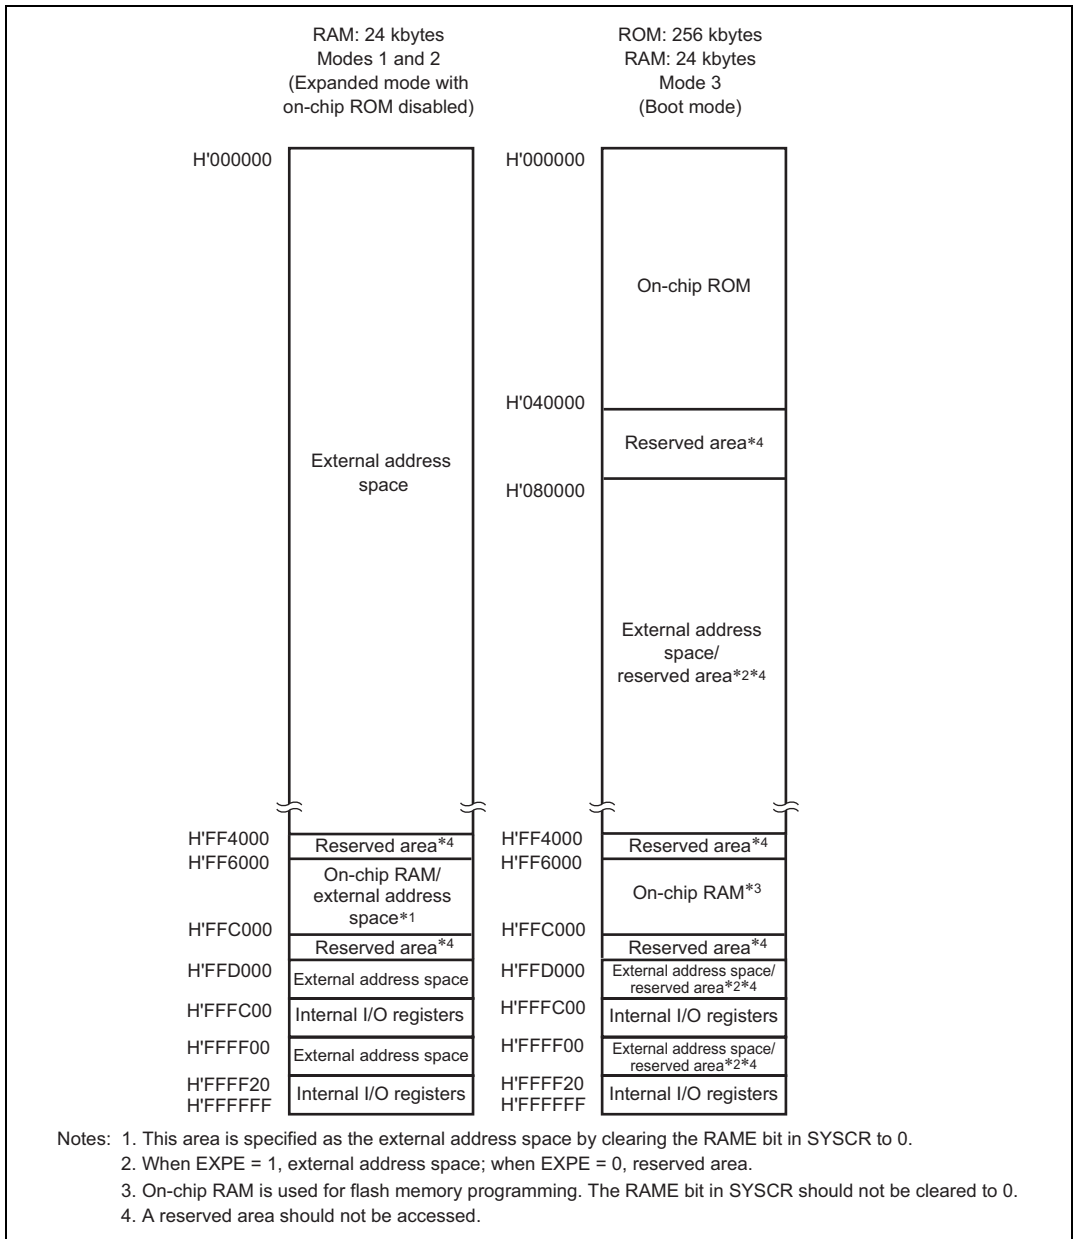 RAM: 24 kbytes
Modes 1 and 2
(Expanded mode with
on-chip ROM disabled)
H'000000
External address
space
H'FF4000
Reserved area*4
H'FF6000
On-chip RAM/
external address
space*1
H'FFC000
Reserved area*4
H'FFD000
External address space
H'FFFC00
Internal I/O registers
H'FFFF00
External address space
H'FFFF20
Internal I/O registers
H'FFFFFF
ROM: 256 kbytes
RAM: 24 kbytes
Mode 3
(Boot mode)
H'000000
On-chip ROM
H'040000
Reserved area*4
H'080000
External address
space/
reserved area*2*4
H'FF4000
Reserved area*4
H'FF6000
On-chip RAM*3
H'FFC000
Reserved area*4
H'FFD000
External address space/
reserved area*2*4
H'FFFC00
Internal I/O registers
H'FFFF00
External address space/
reserved area*2*4
H'FFFF20
Internal I/O registers
H'FFFFFF
Notes: 1. This area is specified as the external address space by clearing the RAME bit in SYSCR to 0.
2. When EXPE = 1, external address space; when EXPE = 0, reserved area.
3. On-chip RAM is used for flash memory programming. The RAME bit in SYSCR should not be cleared to 0.
4. A reserved area should not be accessed.